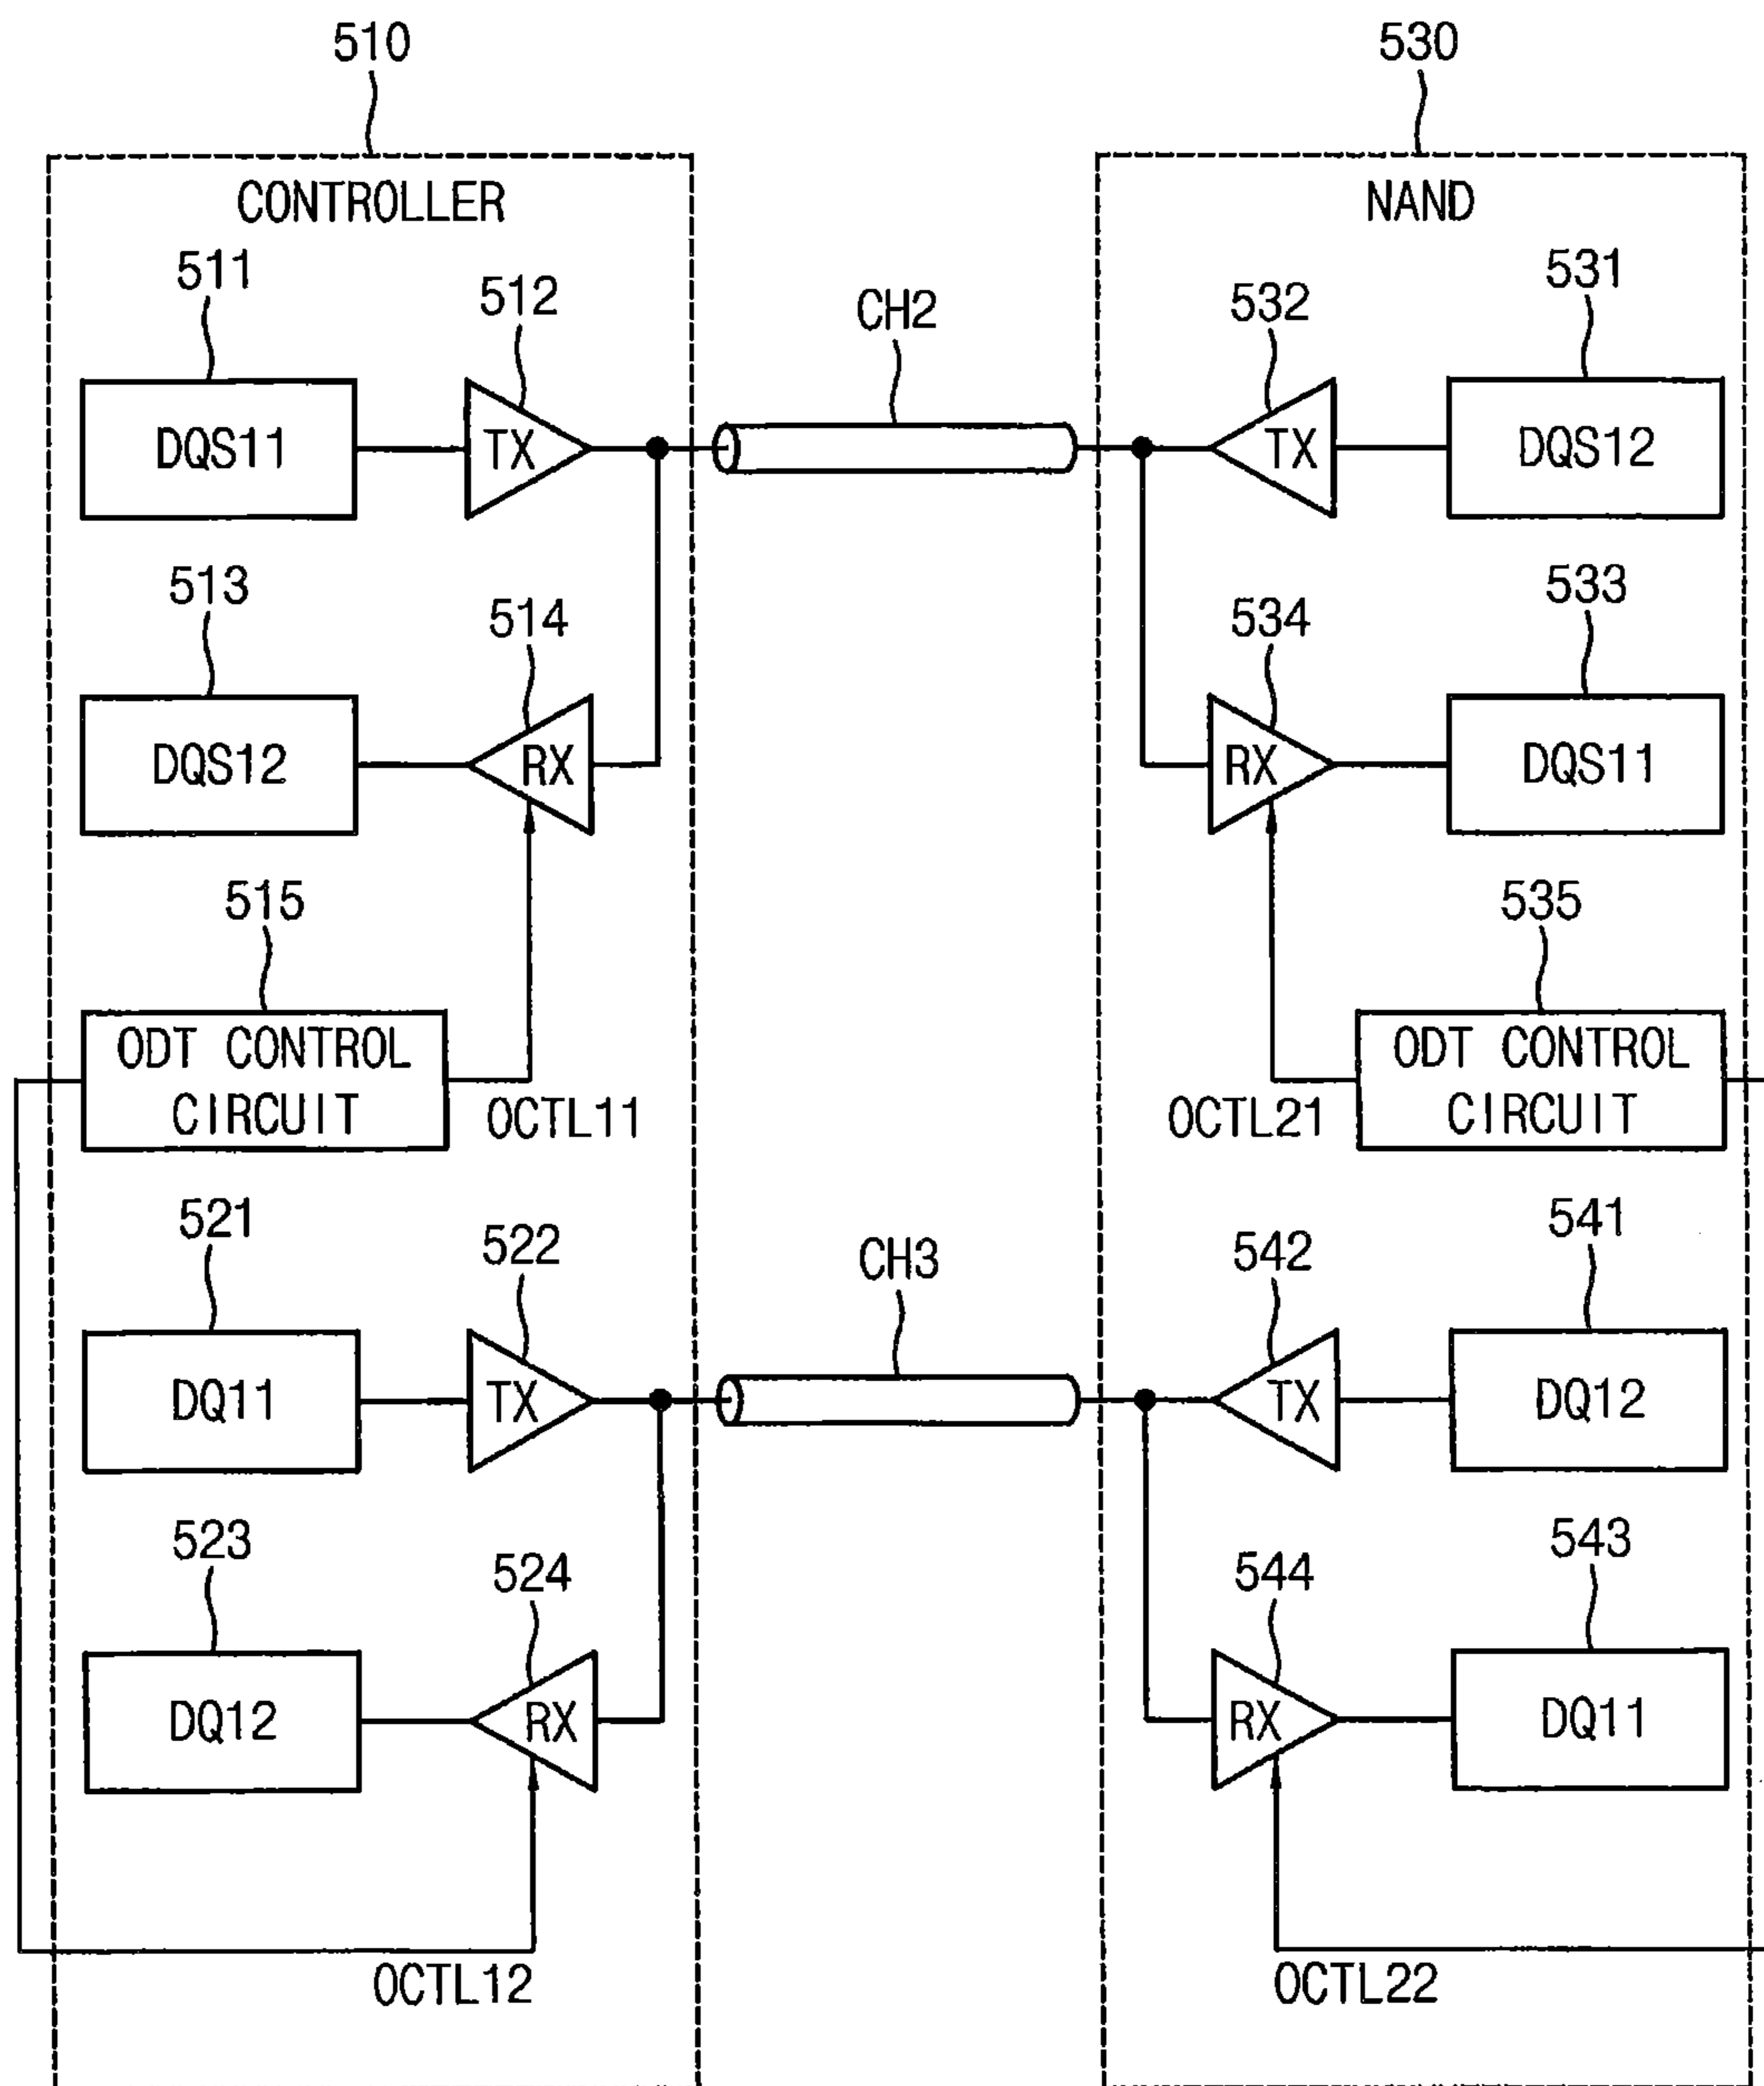 510
530
CONTROLLER
NAND
511
512
CH2
532
531
DQS11
TX
TX
DQS12
513
514
534
533
DQS12
RX
RX
DQS11
515
535
ODT CONTROL
CIRCUIT
OCTL11
OCTL21
ODT CONTROL
CIRCUIT
521
522
CH3
542
541
DQ11
TX
TX
DQ12
523
524
544
543
DQ12
RX
RX
DQ11
OCTL12
OCTL22